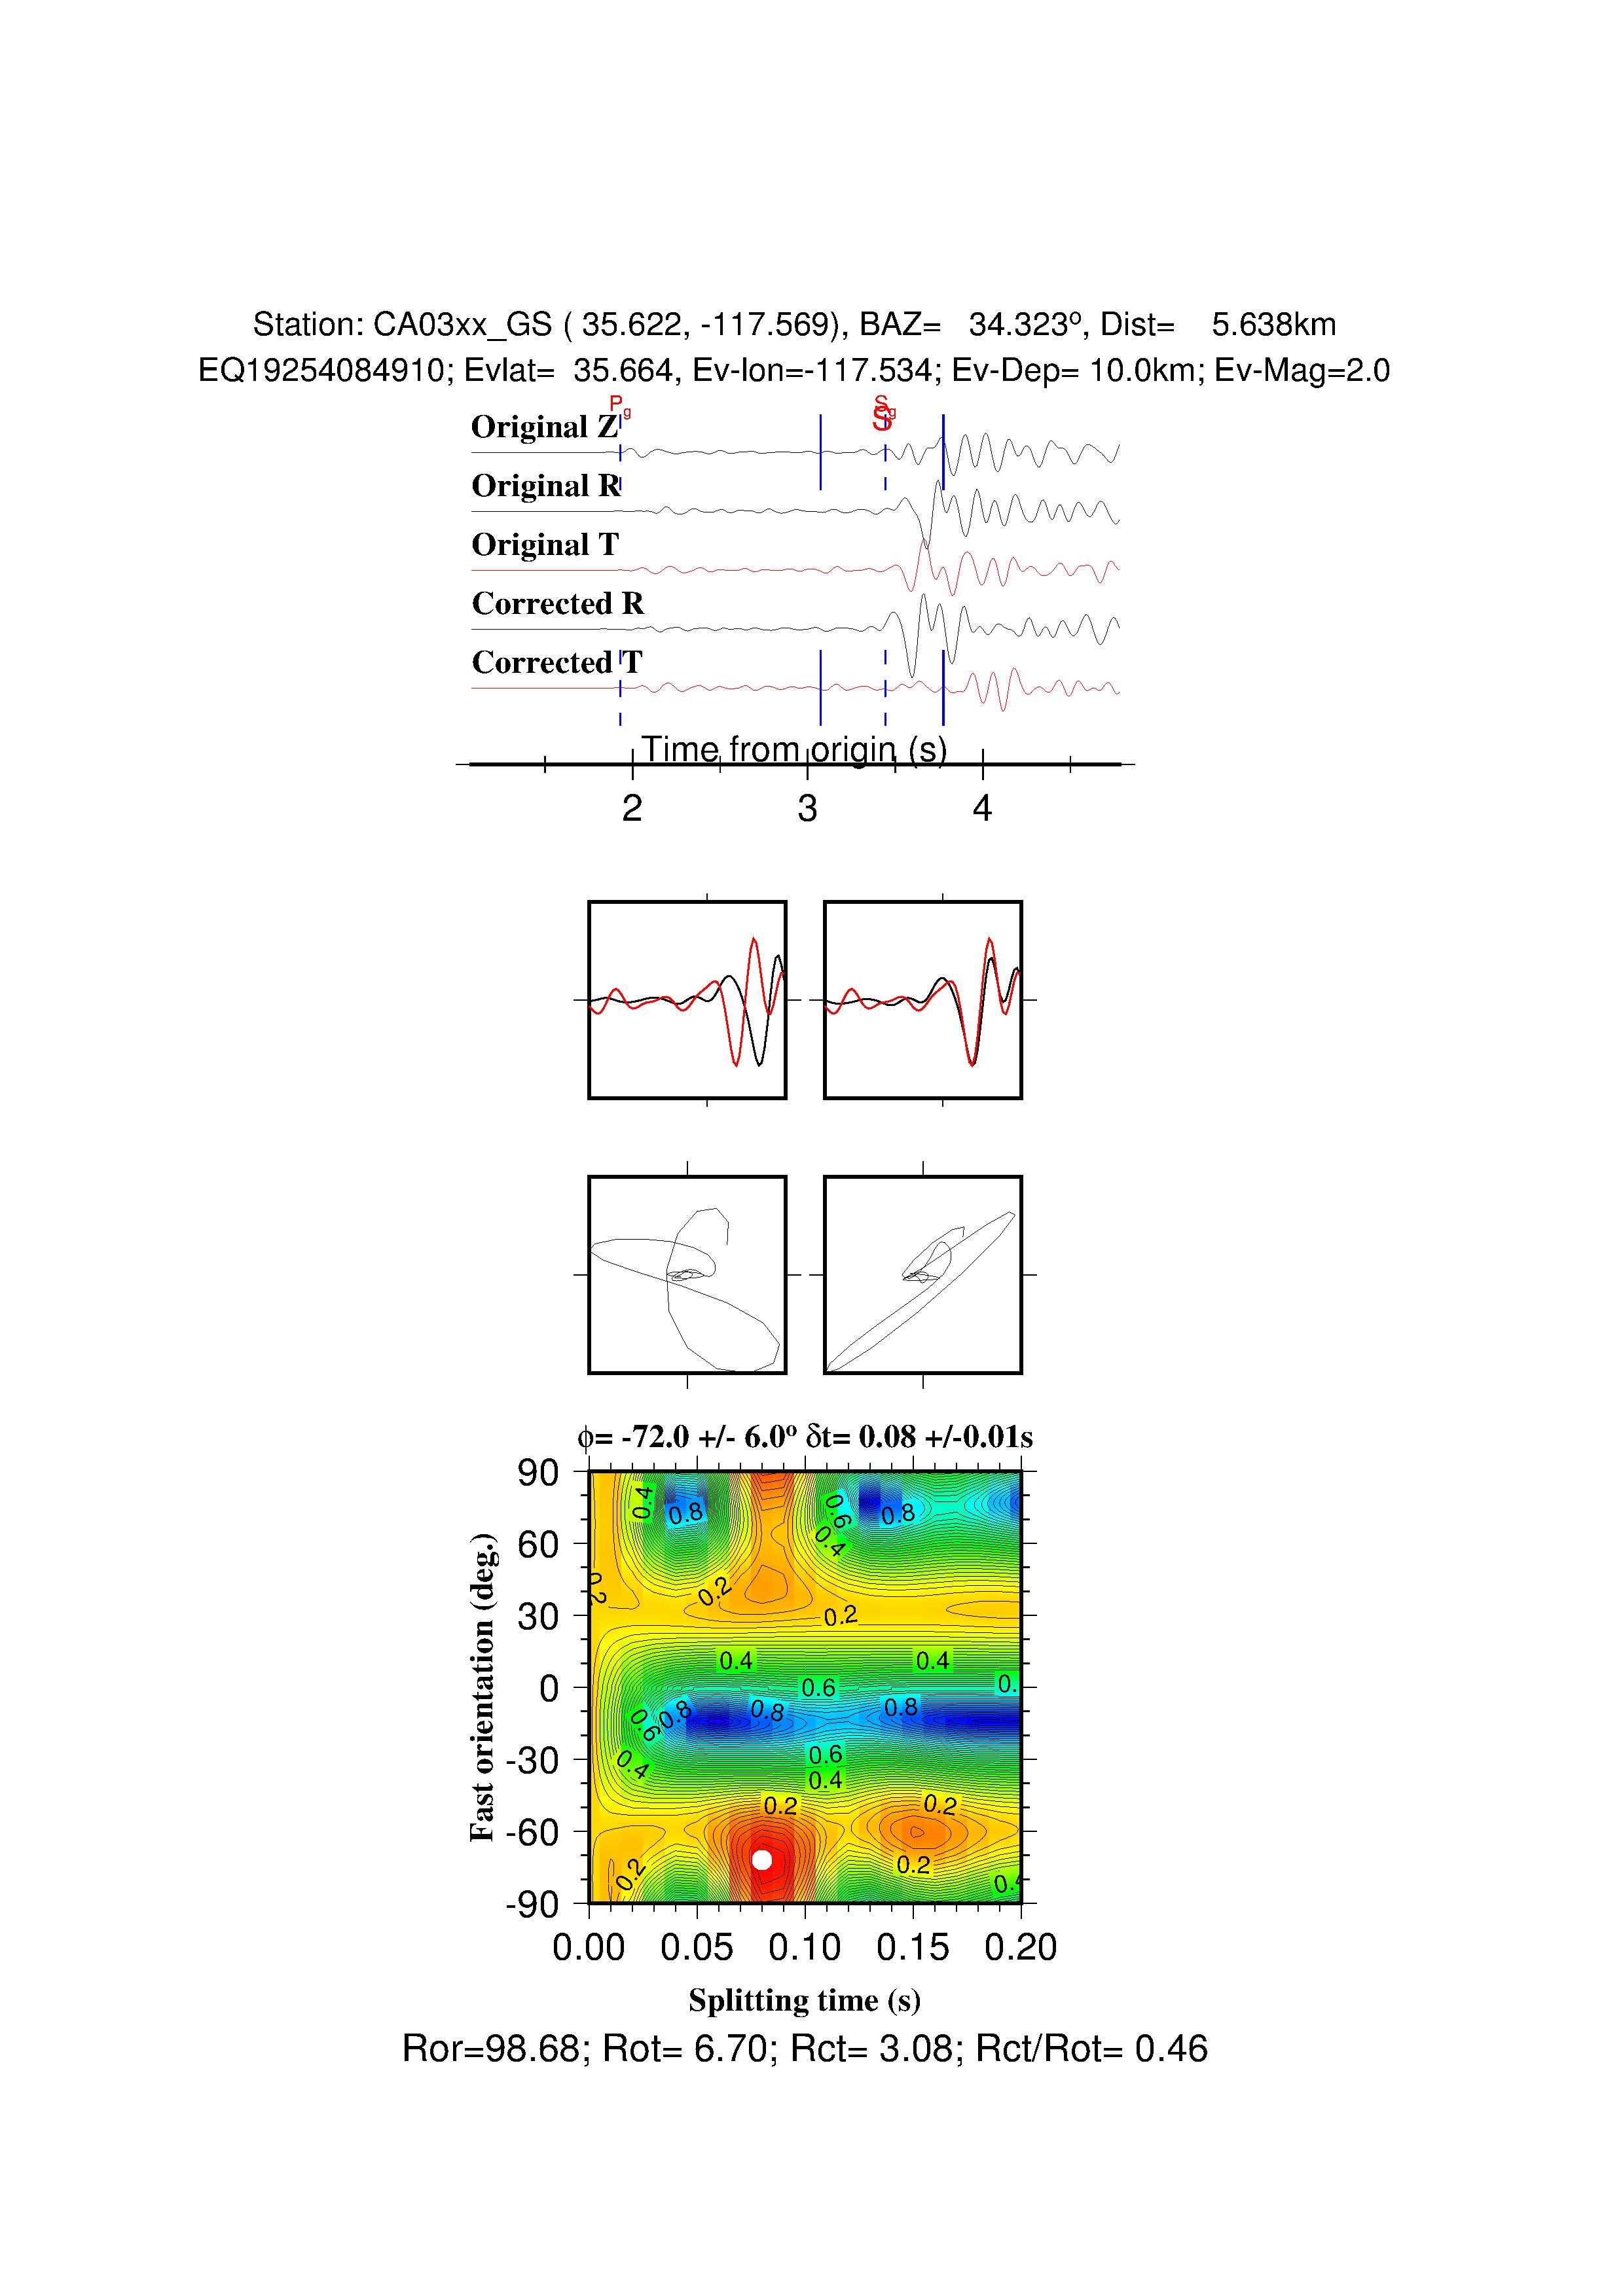 Station: CA03xx_GS ( 35.622, -117.569), BAZ= 34.323º, Dist= 5.638km
EQ19254084910; Evlat= 35.664, Ev-lon=-117.534; Ev-Dep= 10.0km; Ev-Mag=2.0
Pg Sg
S
Original Z
Original R
Original T
Corrected R
Corrected T
Time from origin (s)
2 3 4
ϕ= -72.0 +/- 6.0º δt= 0.08 +/-0.01s
90
60
30
0
-30
-60
-90
Fast orientation (deg.)
0.4 0.8 0.6 0.8
0.4
0.2 0.2 0.2
0.4 0.4
0.6 0.
0.6 0.8 0.8 0.8
0.4 0.6
0.4
0.2 0.2
0.2 0.2 0.4
0.00 0.05 0.10 0.15 0.20
Splitting time (s)
Ror=98.68; Rot= 6.70; Rct= 3.08; Rct/Rot= 0.46